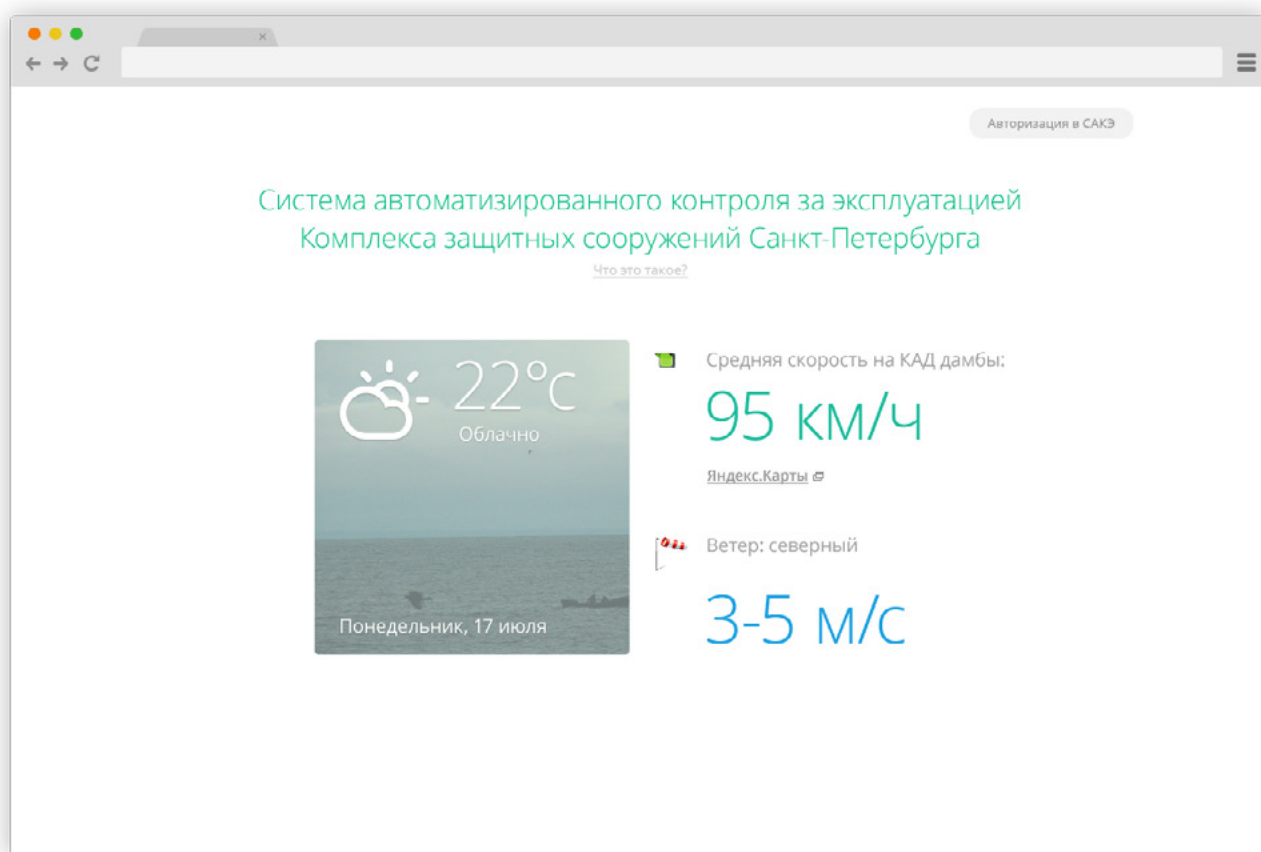 Авторизация в САКЭ
Система автоматизированного контроля за эксплуатацией
Комплекса защитных сооружений Санкт-Петербурга
Что это такое?
22°C
Облачно
Понедельник, 17 июля
Средняя скорость на КАД дамбы:
95 км/ч
Яндекс.Карты
Ветер: северный
3-5 м/с